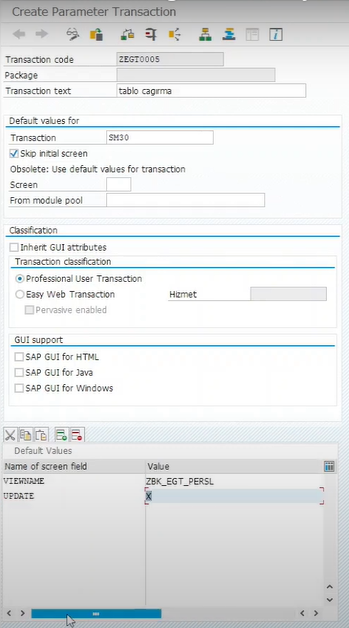 Create Parameter Transaction
Transaction code ZEGT0005
Package
Transaction text tablo cagırma
Default values for
Transaction SM30
Skip initial screen
Obsolete: Use default values for transaction
Screen
From module pool
Classification
Inherit GUI attributes
Transaction classification
Professional User Transaction
Easy Web Transaction Hizmet
Pervasive enabled
GUI support
SAP GUI for HTML
SAP GUI for Java
SAP GUI for Windows
Default Values
Name of screen field Value
VIEWNAME ZBK_EGT_PERSL
UPDATE X